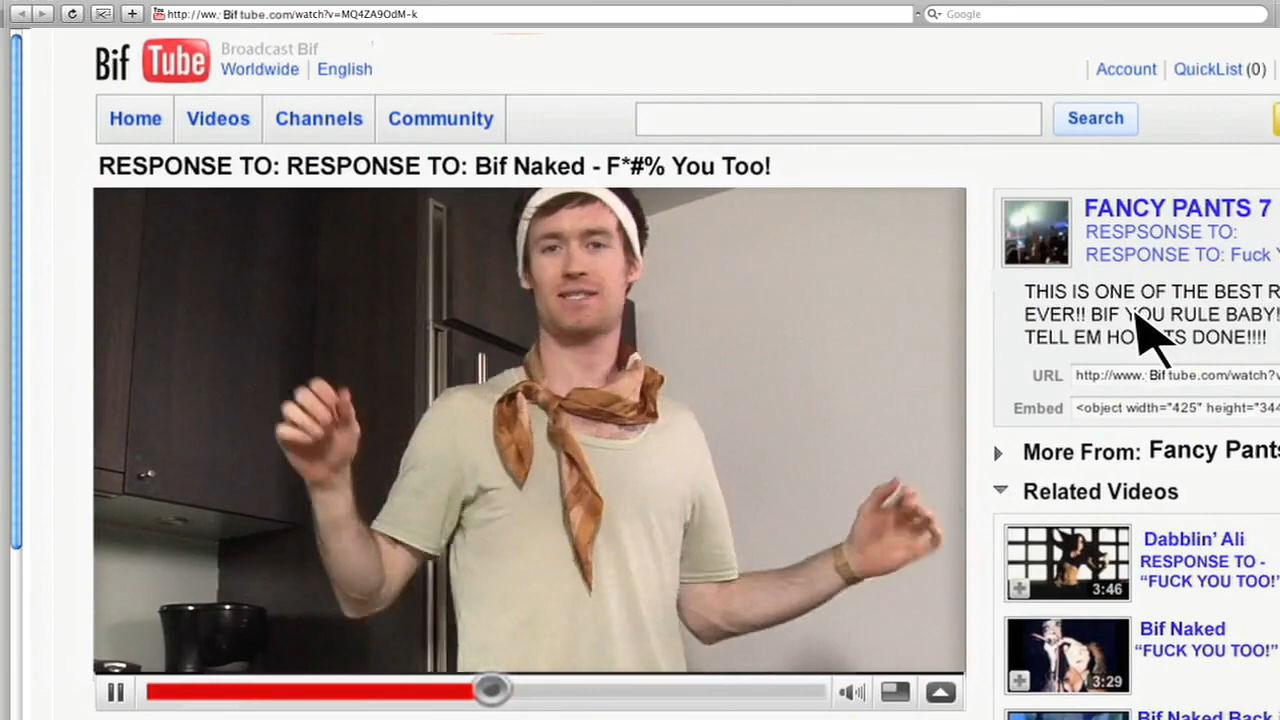 http://ww. Bif tube.com/watch?v=MQ4ZA9OdM-k
Google
Bif Tube
Broadcast Bif
Worldwide | English
Account | QuickList (0)
Home
Videos
Channels
Community
Search
RESPONSE TO: RESPONSE TO: Bif Naked - F*#% You Too!
FANCY PANTS 7
RESPSONSE TO:
RESPONSE TO: Fuck
THIS IS ONE OF THE BEST
EVER!! BIF YOU RULE BABY!
TELL EM DONE!!!!
URL
http://www. Bif tube.com/watch?v
Embed
<object width="425" height="344
More From: Fancy Pants
Related Videos
Dabblin' Ali
RESPONSE TO -
"FUCK YOU TOO!
3:46
Bif Naked
"FUCK YOU TOO!"
3:29
Bif Naked Back